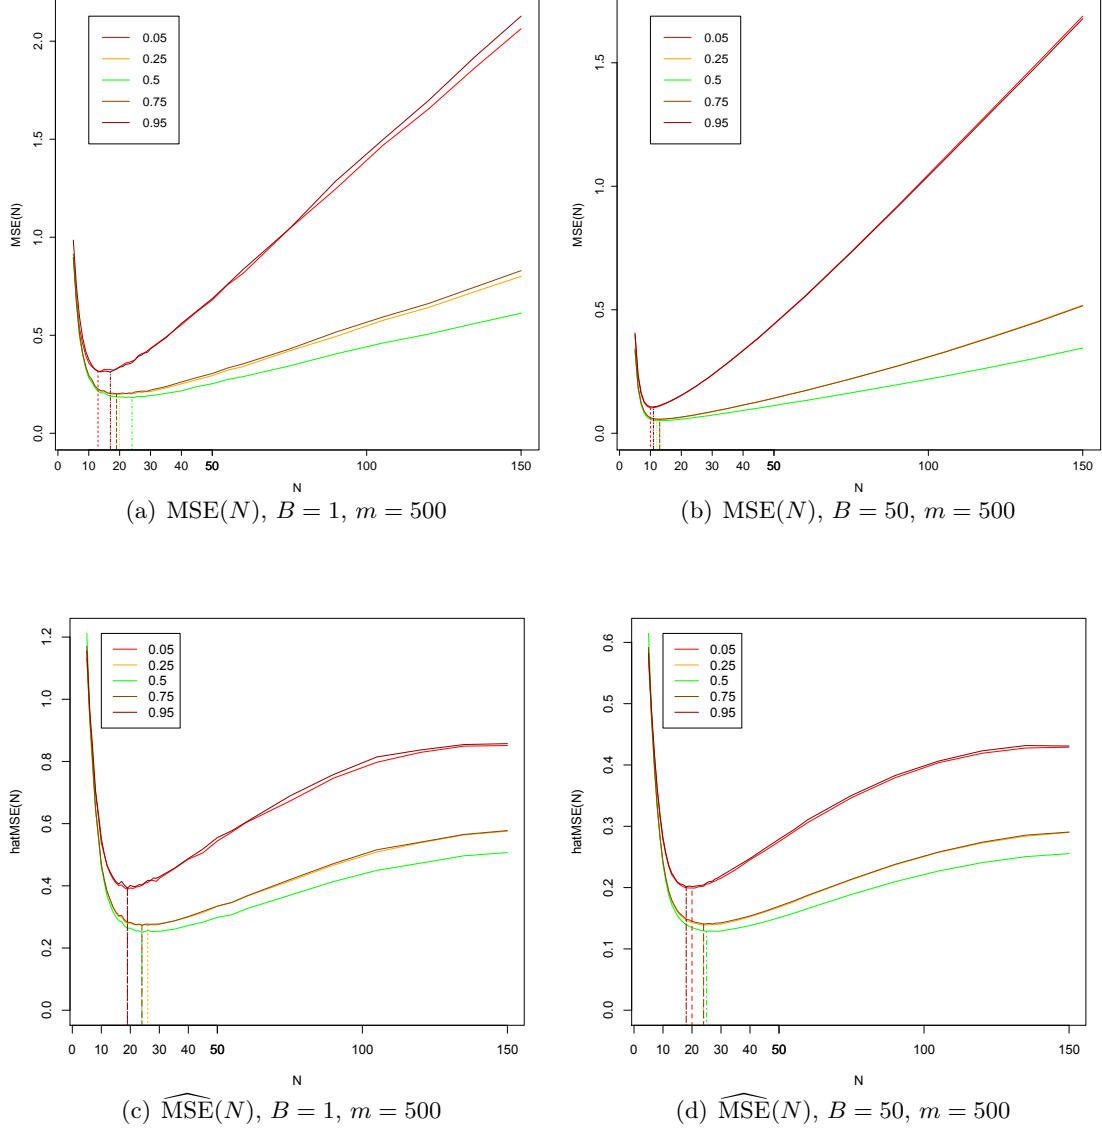 0.05
0.25
0.5
0.75
0.95
MSE(N)
0.0 0.5 1.0 1.5 2.0
0 10 20 30 40 50 100 150
N
(a) MSE(N), B = 1, m = 500
0.05
0.25
0.5
0.75
0.95
MSE(N)
0.0 0.5 1.0 1.5
0 10 20 30 40 50 100 150
N
(b) MSE(N), B = 50, m = 500
0.05
0.25
0.5
0.75
0.95
hatMSE(N)
0.0 0.2 0.4 0.6 0.8 1.0 1.2
0 10 20 30 40 50 100 150
N
(c) \widehat{MSE}(N), B = 1, m = 500
0.05
0.25
0.5
0.75
0.95
hatMSE(N)
0.0 0.1 0.2 0.3 0.4 0.5 0.6
0 10 20 30 40 50 100 150
N
(d) \widehat{MSE}(N), B = 50, m = 500